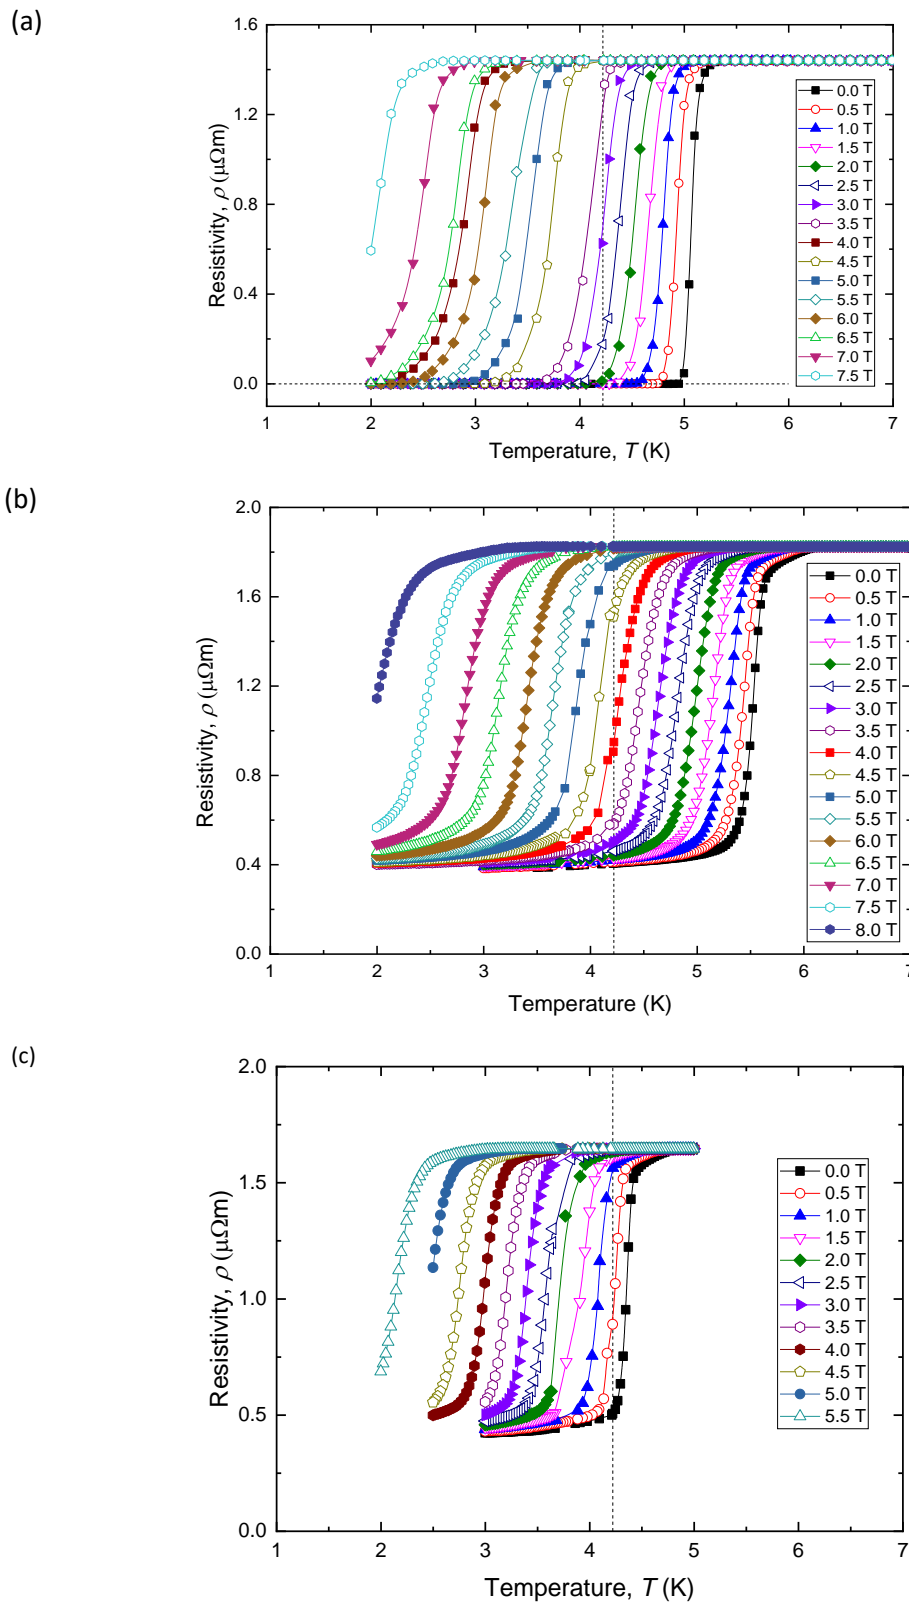 (a)
1.6
1.2
0.8
0.4
0.0
Resistivity, ρ (μΩm)
1 2 3 4 5 6 7
Temperature, T (K)
0.0 T
0.5 T
1.0 T
1.5 T
2.0 T
2.5 T
3.0 T
3.5 T
4.0 T
4.5 T
5.0 T
5.5 T
6.0 T
6.5 T
7.0 T
7.5 T
(b)
2.0
1.6
1.2
0.8
0.4
0.0
Resistivity, ρ (μΩm)
1 2 3 4 5 6 7
Temperature (K)
0.0 T
0.5 T
1.0 T
1.5 T
2.0 T
2.5 T
3.0 T
3.5 T
4.0 T
4.5 T
5.0 T
5.5 T
6.0 T
6.5 T
7.0 T
7.5 T
8.0 T
(c)
2.0
1.5
1.0
0.5
0.0
Resistivity, ρ (μΩm)
1 2 3 4 5 6 7
Temperature, T (K)
0.0 T
0.5 T
1.0 T
1.5 T
2.0 T
2.5 T
3.0 T
3.5 T
4.0 T
4.5 T
5.0 T
5.5 T